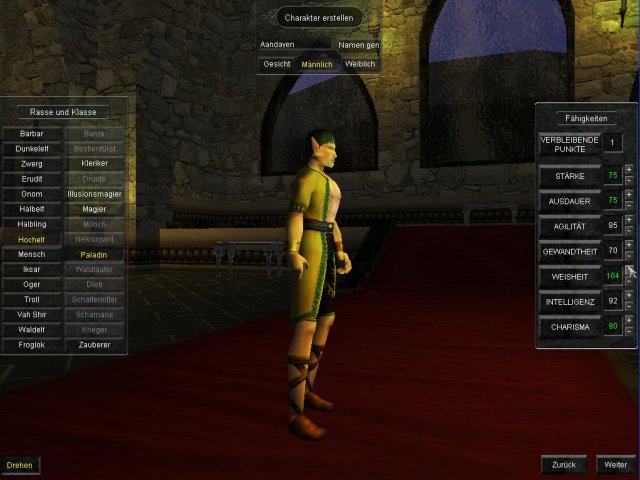 Charakter erstellen
Aandaven
Namen gen.
Gesicht Männlich Weiblich
Rasse und Klasse
Barbar Barde
Dunkelelf Bestienfürst
Zwerg Kleriker
Erudit Druide
Gnom Illusionsmagier
Halbelf Magier
Halbling Mönch
Hochelf Nekromant
Mensch Paladin
Iksar Waldläufer
Oger Dieb
Troll Schattenritter
Vah Shir Schamane
Waldelf Krieger
Froglok Zauberer
Fähigkeiten
VERBLEIBENDE
PUNKTE 1
STÄRKE 75 + -
AUSDAUER 75 + -
AGILITÄT 85
GEWANDTHEIT 70
WEISHEIT 104 -
INTELLIGENZ 92 + -
CHARISMA 90 + -
Drehen
Zurück Weiter